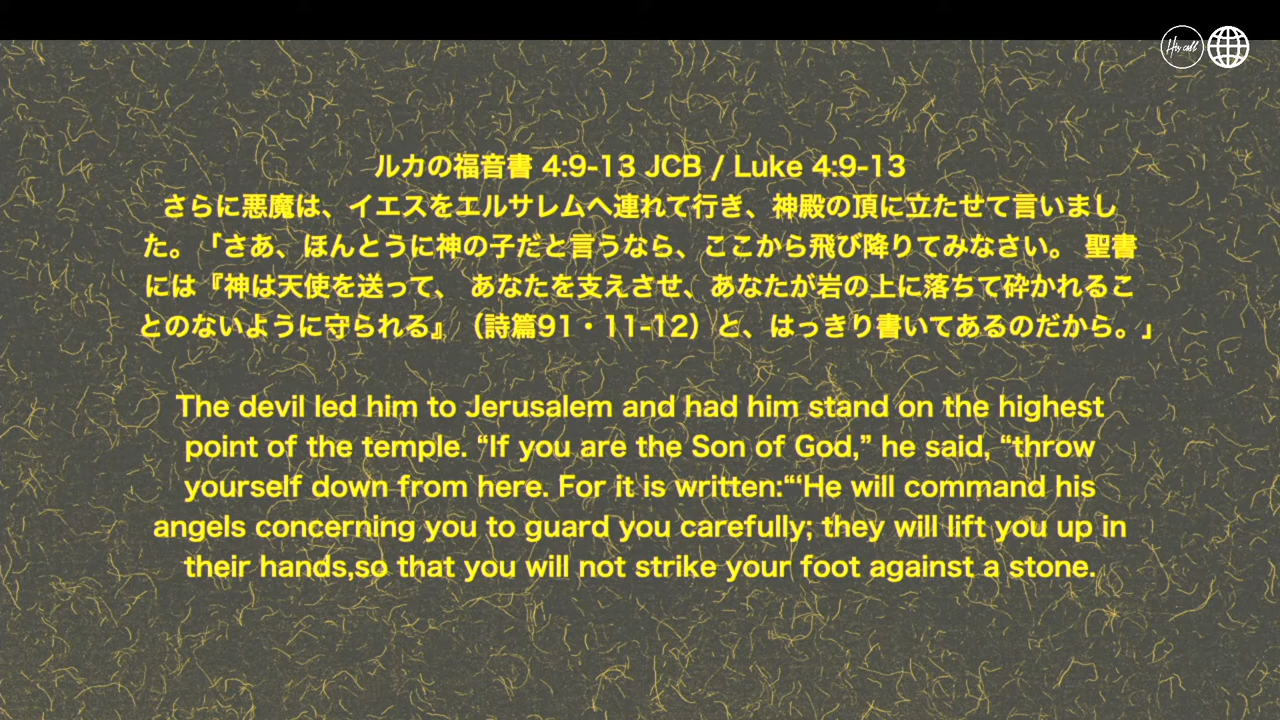 His call
ルカの福音書 4:9-13 JCB / Luke 4:9-13
さらに悪魔は、イエスをエルサレムへ連れて行き、神殿の頂に立たせて言いまし
た。「さあ、ほんとうに神の子だと言うなら、ここから飛び降りてみなさい。 聖書
には『神は天使を送って、 あなたを支えさせ、あなたが岩の上に落ちて砕かれるこ
とのないように守られる』（詩篇91・11-12）と、はっきり書いてあるのだから。」
The devil led him to Jerusalem and had him stand on the highest
point of the temple. “If you are the Son of God,” he said, “throw
yourself down from here. For it is written:“‘He will command his
angels concerning you to guard you carefully; they will lift you up in
their hands,so that you will not strike your foot against a stone.